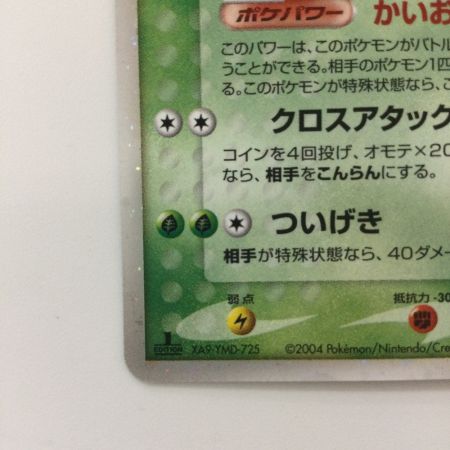 ポケパワー かいお
このパワーは、このポケモンがバトル
うことができる。相手のポケモン1匹
る。このポケモンが特殊状態なら、こ
クロスアタック
コインを4回投げ、オモテ×20
なら、相手をこんらんにする。
ついげき
相手が特殊状態なら、40ダメー
弱点 抵抗力 -30
1 EDITION XA9-YMD-725 ©2004 Pokémon/Nintendo/Cre